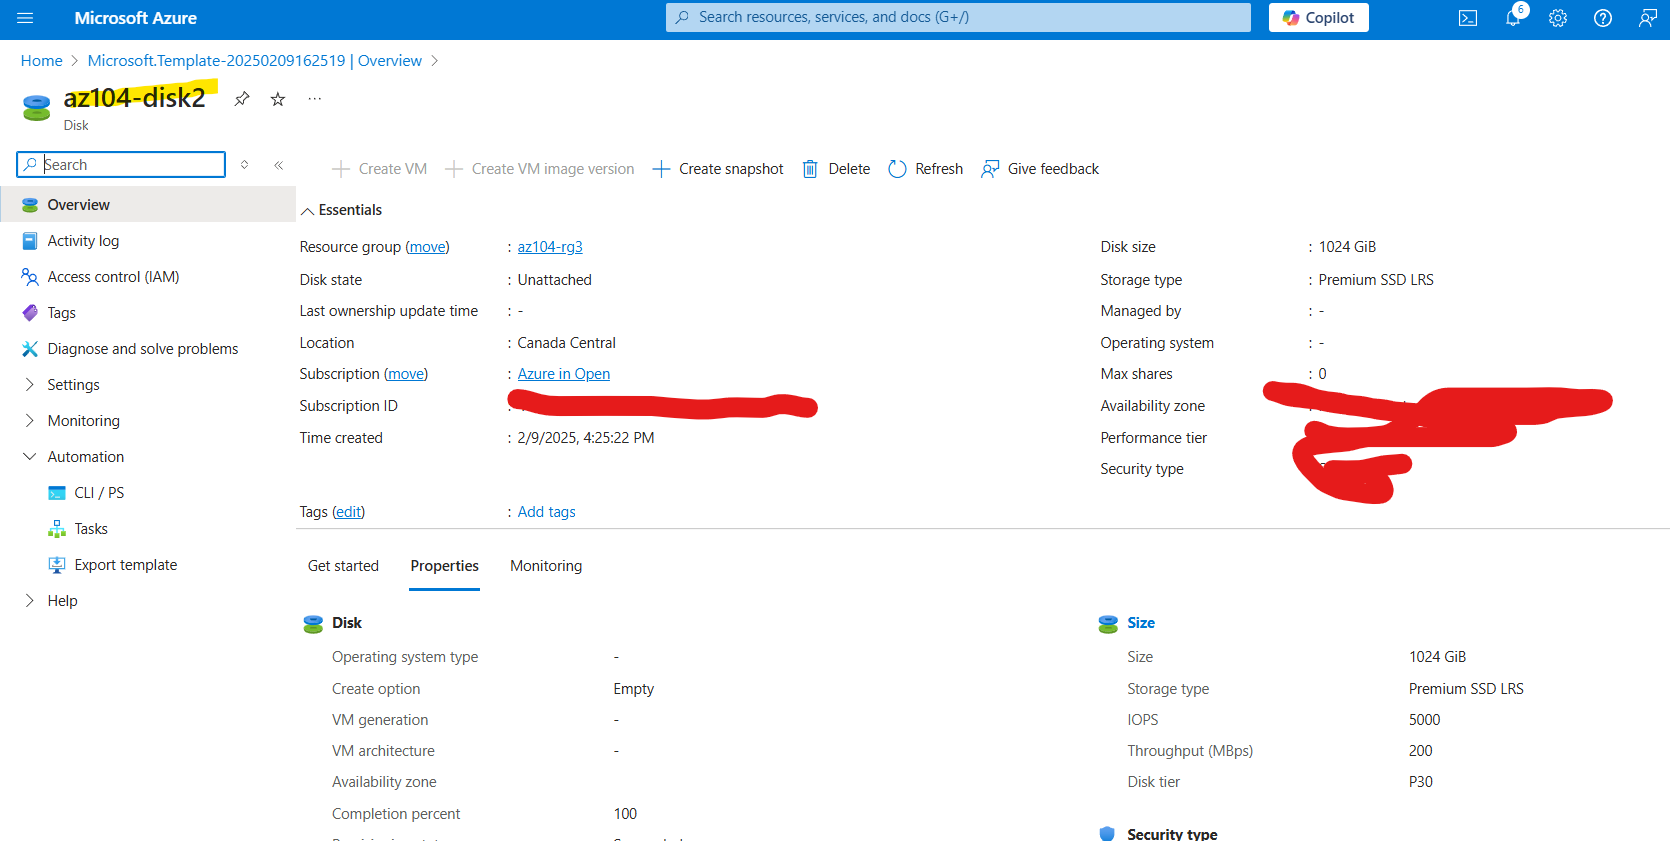 Microsoft Azure
Search resources, services, and docs (G+/)
Copilot
6
Home > Microsoft.Template-20250209162519 | Overview >
az104-disk2
Disk
Search
Overview
Activity log
Access control (IAM)
Tags
Diagnose and solve problems
Settings
Monitoring
Automation
CLI / PS
Tasks
Export template
Help
Create VM
Create VM image version
Create snapshot
Delete
Refresh
Give feedback
Essentials
Resource group (move) : az104-rg3
Disk state : Unattached
Last ownership update time : -
Location : Canada Central
Subscription (move) : Azure in Open
Subscription ID :
Time created : 2/9/2025, 4:25:22 PM
Disk size : 1024 GiB
Storage type : Premium SSD LRS
Managed by : -
Operating system : -
Max shares : 0
Availability zone :
Performance tier
Security type
Tags (edit) : Add tags
Get started
Properties
Monitoring
Disk
Operating system type -
Create option Empty
VM generation -
VM architecture -
Availability zone
Completion percent 100
Size
Size 1024 GiB
Storage type Premium SSD LRS
IOPS 5000
Throughput (MBps) 200
Disk tier P30
Security type